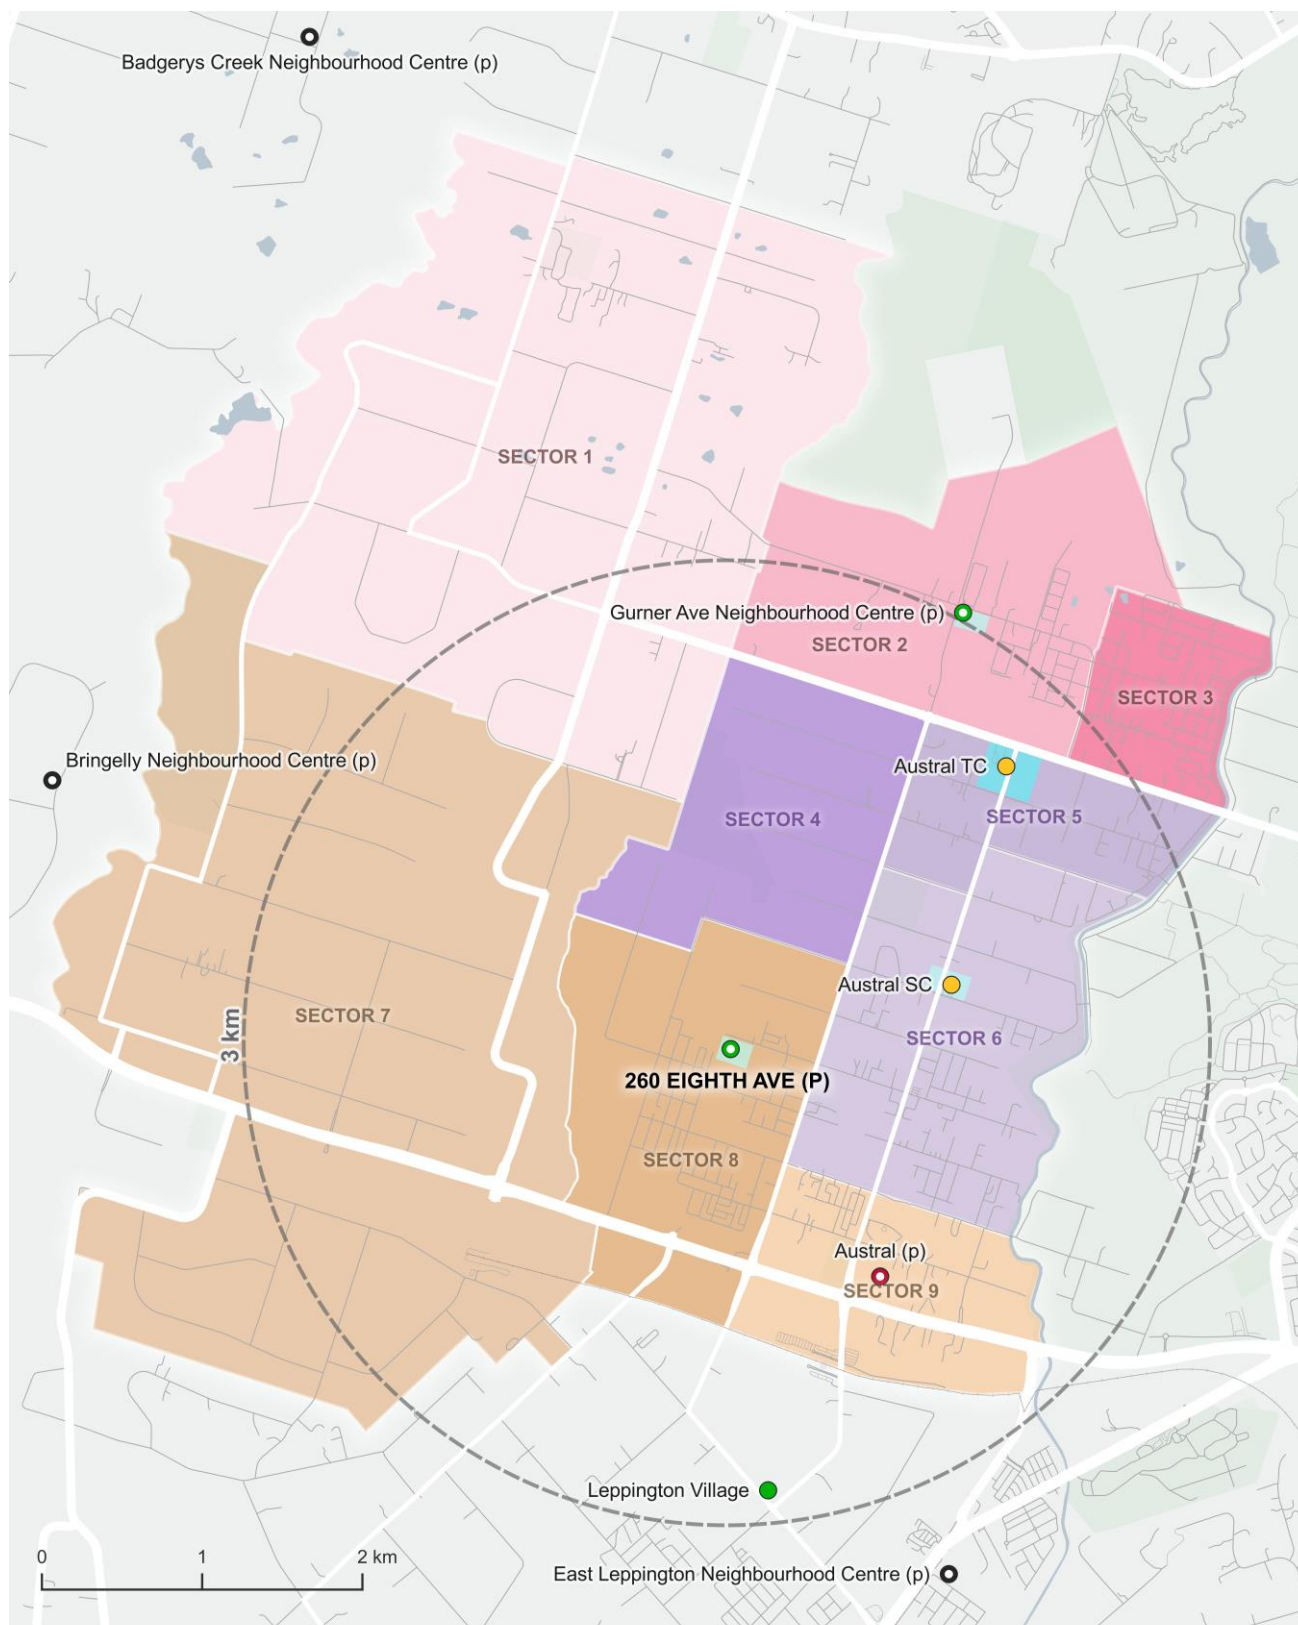 Badgerys Creek Neighbourhood Centre (p)
SECTOR 1
Gurner Ave Neighbourhood Centre (p)
SECTOR 2
SECTOR 3
Bringelly Neighbourhood Centre (p)
Austral TC
SECTOR 4
SECTOR 5
Austral SC
SECTOR 7
3 km
SECTOR 6
260 EIGHTH AVE (P)
SECTOR 8
Austral (p)
SECTOR 9
Leppington Village
0 1 2 km
East Leppington Neighbourhood Centre (p)